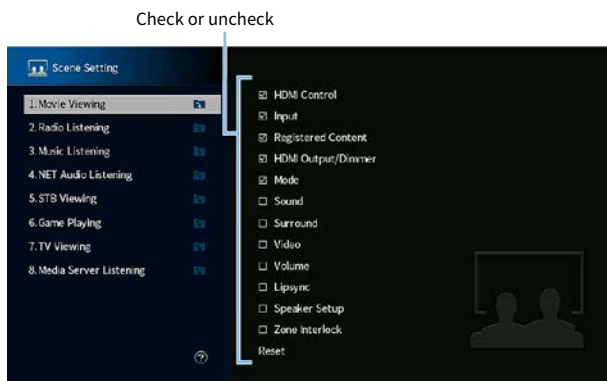 Check or uncheck
Scene Setting
1.Movie Viewing
2.Radio Listening
3.Music Listening
4.NET Audio Listening
5.STB Viewing
6.Game Playing
7.TV Viewing
8.Media Server Listening
?
HDMI Control
Input
Registered Content
HDMI Output/Dimmer
Mode
Sound
Surround
Video
Volume
Lipsync
Speaker Setup
Zone Interlock
Reset